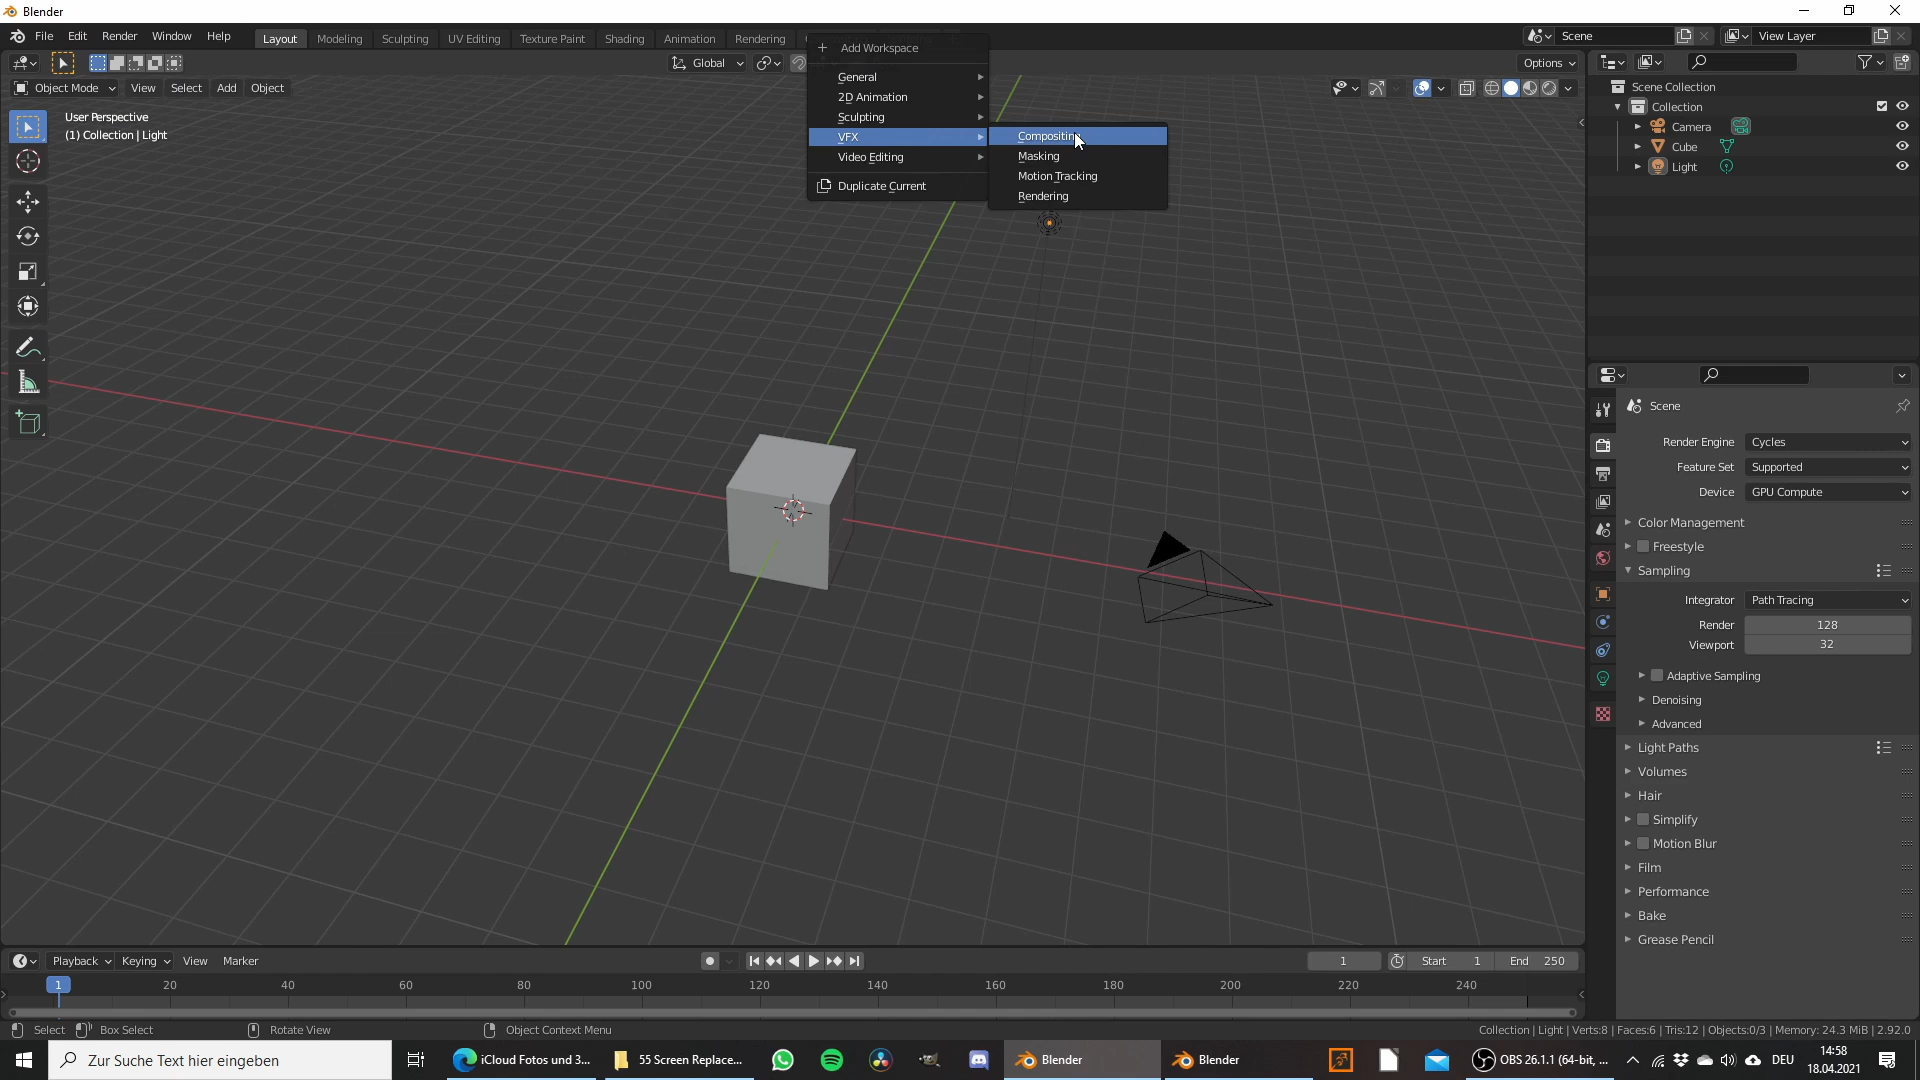 Blender
File Edit Render Window Help
Layout Modeling Sculpting UV Editing Texture Paint Shading Animation Rendering
Scene
View Layer
Add Workspace
General
2D Animation
Sculpting
VFX
Video Editing
Duplicate Current
Compositing
Masking
Motion Tracking
Rendering
Global
Options
Object Mode View Select Add Object
User Perspective
(1) Collection | Light
Scene Collection
Collection
Camera
Cube
Light
Scene
Render Engine Cycles
Feature Set Supported
Device GPU Compute
Color Management
Freestyle
Sampling
Integrator Path Tracing
Render 128
Viewport 32
Adaptive Sampling
Denoising
Advanced
Light Paths
Volumes
Hair
Simplify
Motion Blur
Film
Performance
Bake
Grease Pencil
Playback Keying View Marker
1 Start 1 End 250
1 20 40 60 80 100 120 140 160 180 200 220 240
Select Box Select Rotate View Object Context Menu
Collection | Light | Verts:8 | Faces:6 | Tris:12 | Objects:0/3 | Memory: 24.3 MiB | 2.92.0
Zur Suche Text hier eingeben
iCloud Fotos und 3...
55 Screen Replace...
Blender
Blender
OBS 26.1.1 (64-bit, ...
DEU
14:58
18.04.2021